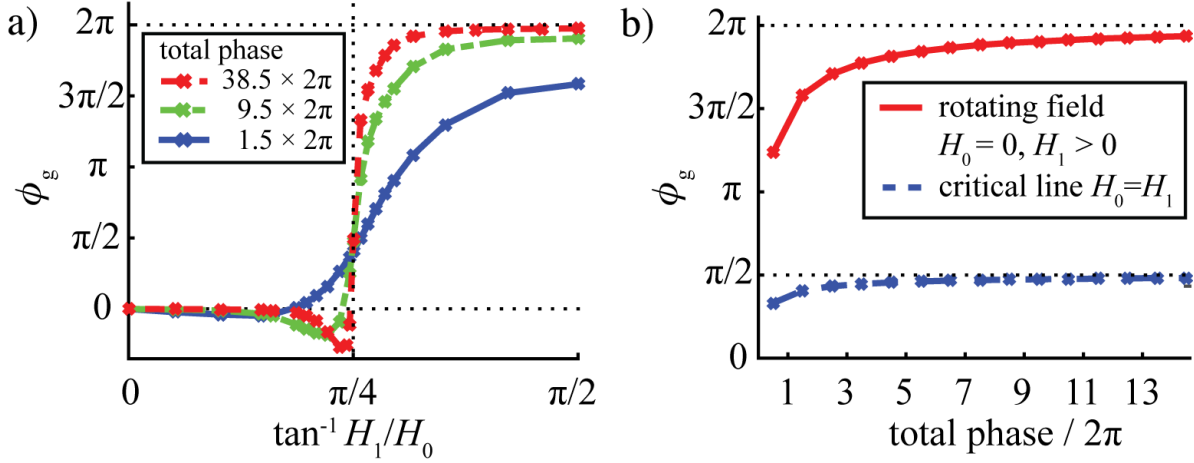 a)
2π
3π/2
π
π/2
0
ϕg
total phase
38.5 × 2π
9.5 × 2π
1.5 × 2π
0
π/4
π/2
tan⁻¹ H₁/H₀
b)
2π
3π/2
π
π/2
0
ϕg
rotating field
H₀ = 0, H₁ > 0
critical line H₀=H₁
1
3
5
7
9
11
13
total phase / 2π